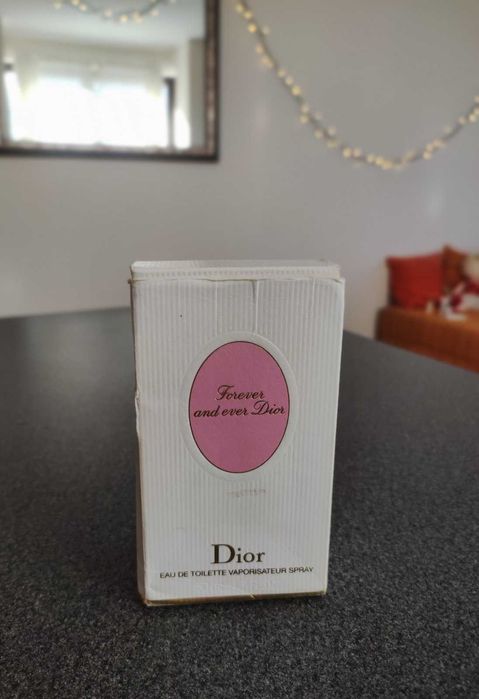 Forever
and ever Dior
Dior
EAU DE TOILETTE VAPORISATEUR SPRAY